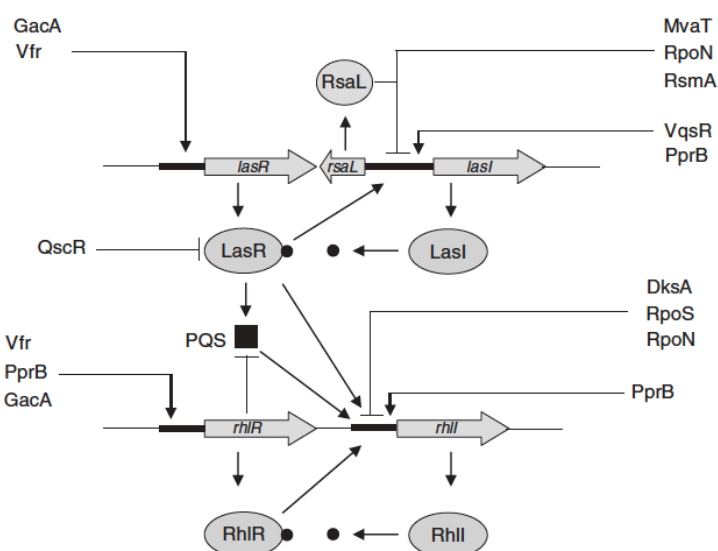 GacA
Vfr
MvaT
RpoN
RsmA
RsaL
VqsR
PprB
lasR
rsaL
lasI
QscR
LasR
LasI
DksA
RpoS
RpoN
PQS
Vfr
PprB
GacA
PprB
rhlR
rhlI
RhlR
RhlI